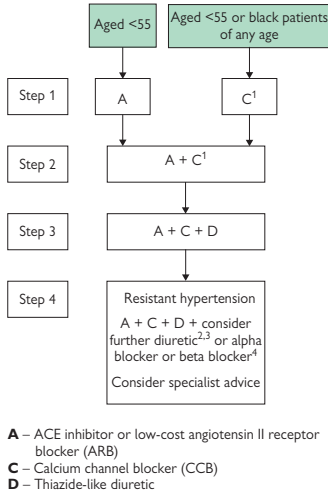 Aged <55
Aged <55 or black patients
of any age
Step 1
A
C¹
Step 2
A + C¹
Step 3
A + C + D
Step 4
Resistant hypertension
A + C + D + consider
further diuretic²,³ or alpha
blocker or beta blocker⁴
Consider specialist advice
A – ACE inhibitor or low-cost angiotensin II receptor
blocker (ARB)
C – Calcium channel blocker (CCB)
D – Thiazide-like diuretic